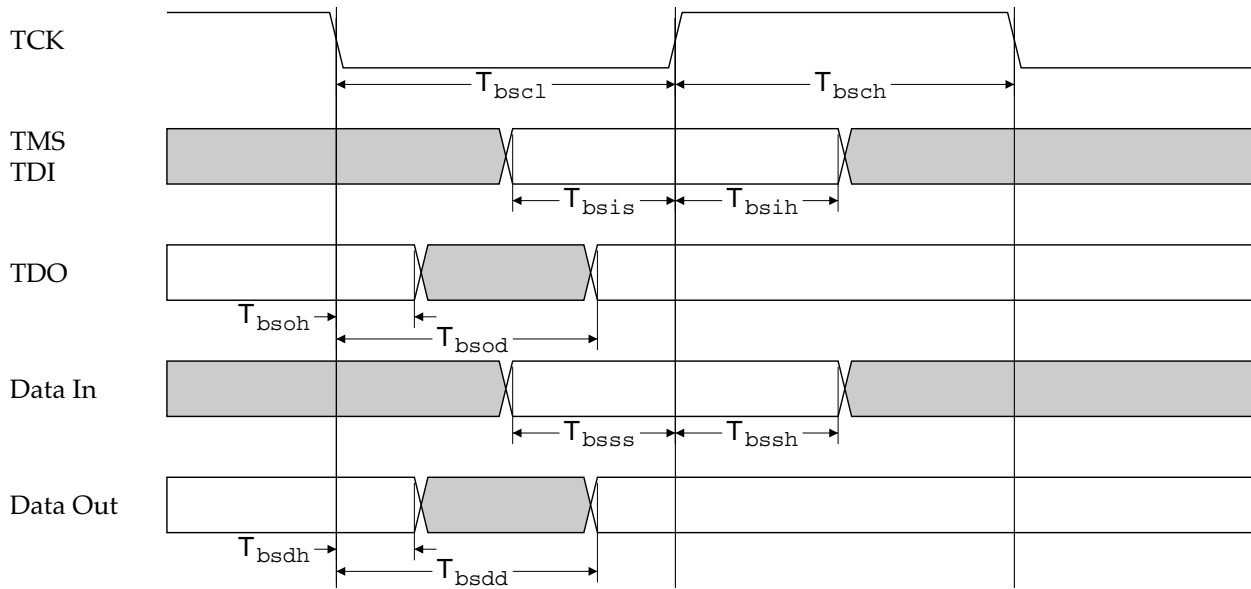 TCK
Tbscl
Tbsch
TMS
TDI
Tbsis
Tbsih
TDO
Tbsoh
Tbsod
Data In
Tbsss
Tbssh
Data Out
Tbsdh
Tbsdd